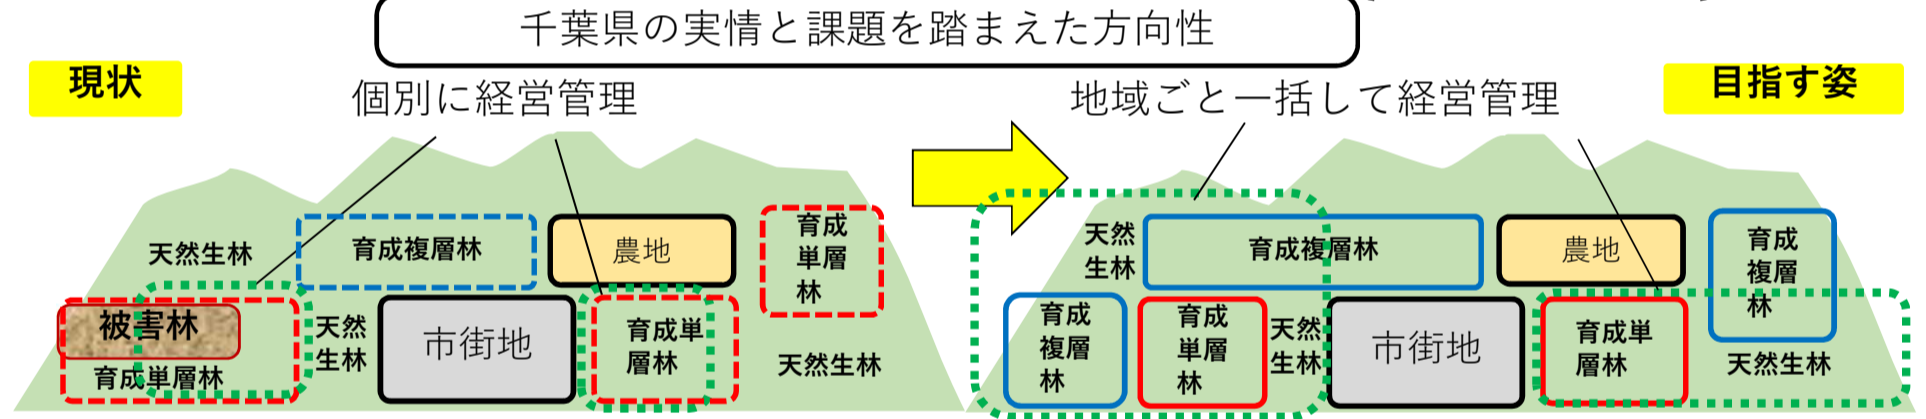 千葉県の実情と課題を踏まえた方向性
現状
個別に経営管理
天然生林
育成複層林
農地
育成
単層
林
被害林
育成単層林
天然
生林
市街地
育成単
層林
天然生林
地域ごと一括して経営管理
目指す姿
天然
生林
育成複層林
農地
育成
複層
林
育成
複層
林
育成
単層
林
天然
生林
市街地
育成単
層林
天然生林